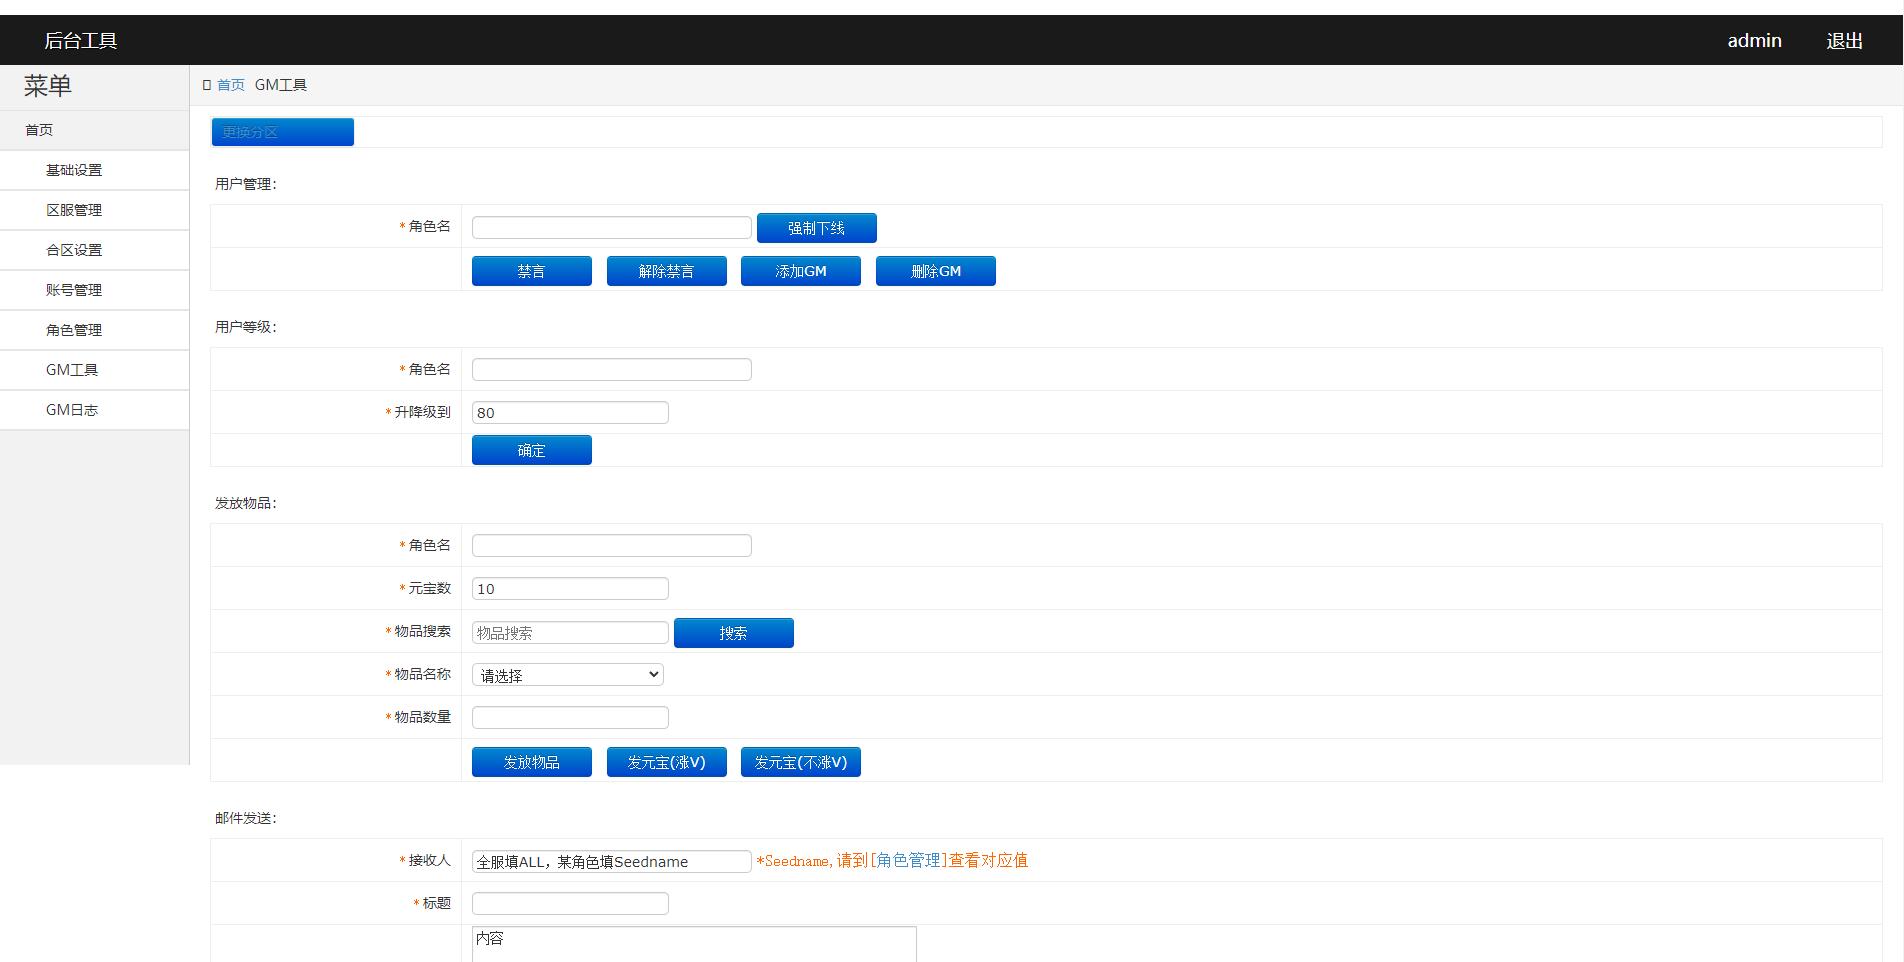 后台工具 admin 退出
菜单
首页 GM工具
首页
基础设置
区服管理
合区设置
账号管理
角色管理
GM工具
GM日志
更换分区
用户管理：
*角色名 强制下线
禁言 解除禁言 添加GM 删除GM
用户等级：
*角色名
*升降级到 80
确定
发放物品：
*角色名
*元宝数 10
*物品搜索 物品搜索 搜索
*物品名称 请选择
*物品数量
发放物品 发元宝(涨V) 发元宝(不涨V)
邮件发送：
*接收人 全服填ALL，某角色填Seedname *Seedname,请到[角色管理]查看对应值
*标题
内容